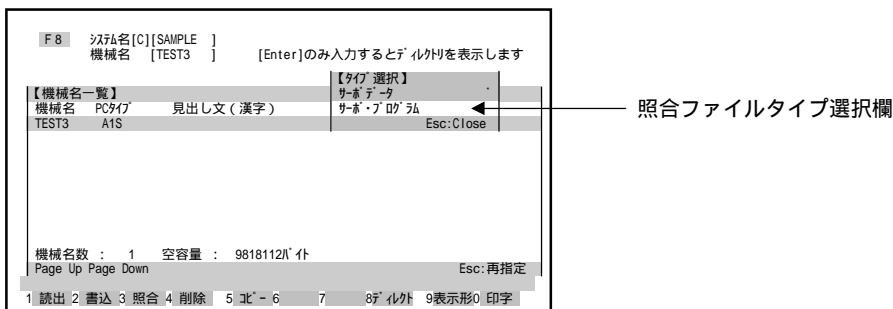 F8 ｼｽﾃﾑ名[C][SAMPLE ]
機械名 [TEST3 ] [Enter]のみ入力するとﾃﾞｨﾚｸﾄﾘを表示します
【ﾀｲﾌﾟ選択】
【機械名一覧】 ｻｰﾎﾞﾃﾞｰﾀ
機械名 PCﾀｲﾌﾟ 見出し文(漢字) ｻｰﾎﾞ・ﾌﾟﾛｸﾞﾗﾑ 照合ファイルタイプ選択欄
TEST3 A1S Esc:Close
機械名数 : 1 空容量 : 9818112ﾊﾞｲﾄ
Page Up Page Down Esc:再指定
1 読出 2 書込 3 照合 4 削除 5 ｺﾋﾟｰ 6 7 8ﾃﾞｨﾚｸﾄ 9表示形0 印字